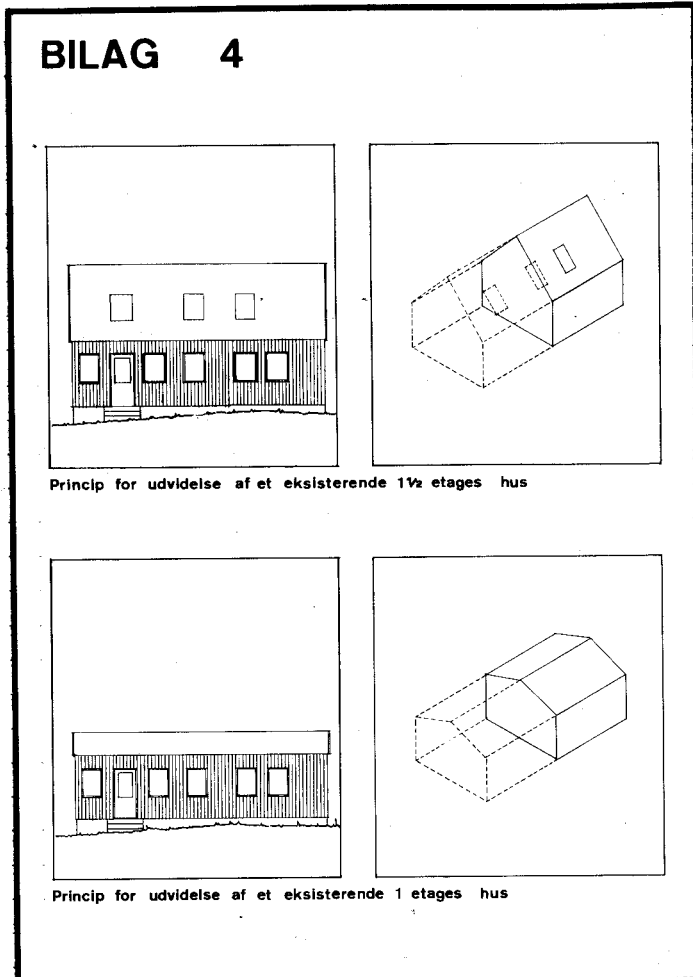 BILAG 4
Princip for udvidelse af et eksisterende 1½ etages hus
Princip for udvidelse af et eksisterende 1 etages hus